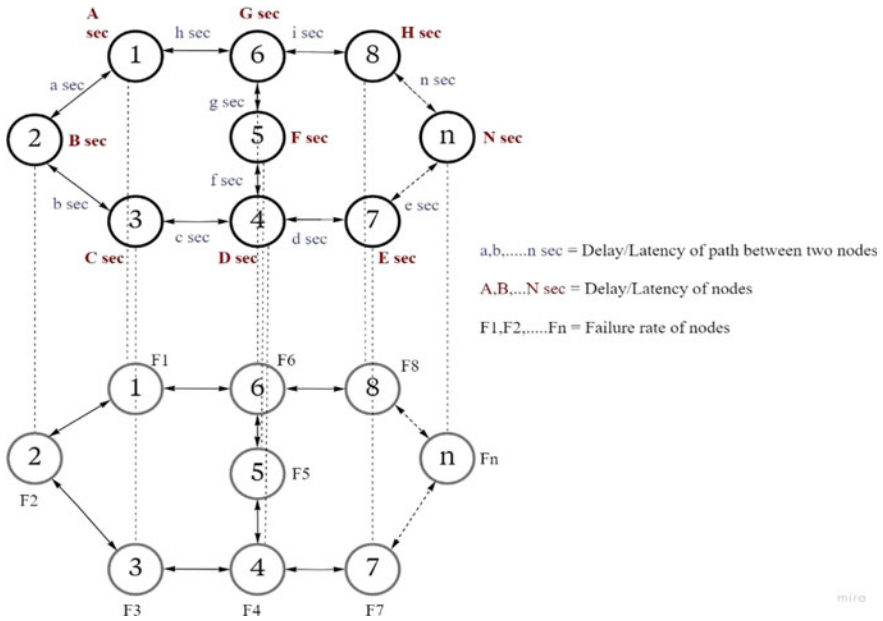 A sec
G sec
H sec
1
h sec
6
i sec
8
a sec
g sec
n sec
2
B sec
5
F sec
n
N sec
b sec
f sec
e sec
3
c sec
4
d sec
7
C sec
D sec
E sec
a,b,.....n sec = Delay/Latency of path between two nodes
A,B,...N sec = Delay/Latency of nodes
F1,F2,.....Fn = Failure rate of nodes
F1
F6
F8
1
6
8
2
5
F5
n
Fn
F2
3
4
7
F3
F4
F7
miro